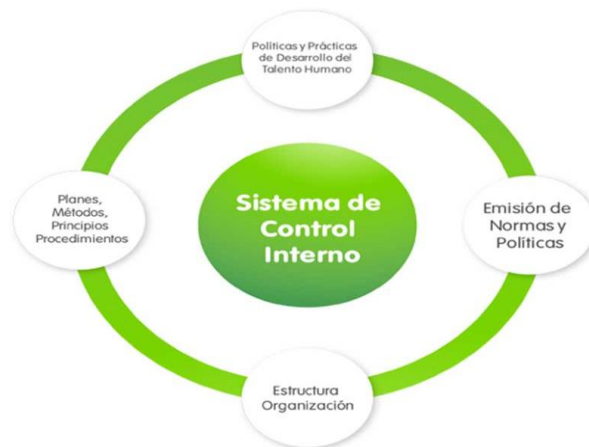 Políticas y Prácticas
de Desarrollo del
Talento Humano
Planes,
Métodos,
Principios
Procedimientos
Sistema de
Control
Interno
Emisión de
Normas y
Políticas
Estructura
Organización